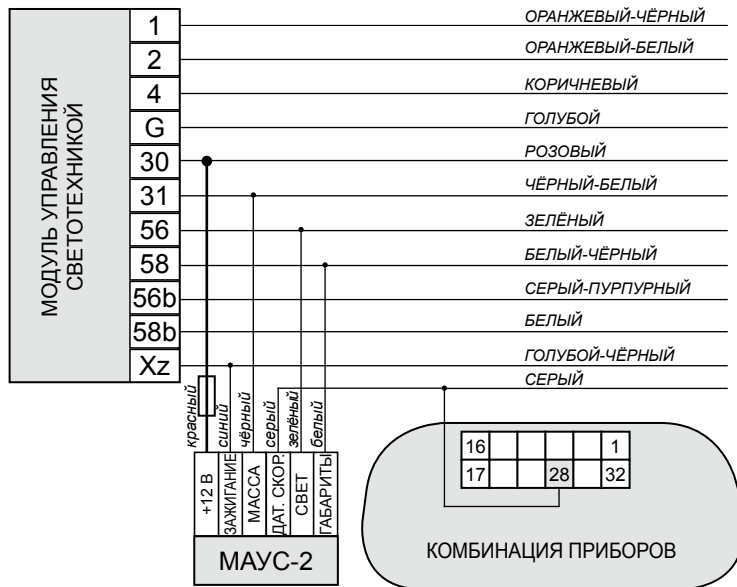 МОДУЛЬ УПРАВЛЕНИЯ
СВЕТОТЕХНИКОЙ
1
ОРАНЖЕВЫЙ-ЧЁРНЫЙ
2
ОРАНЖЕВЫЙ-БЕЛЫЙ
4
КОРИЧНЕВЫЙ
G
ГОЛУБОЙ
30
РОЗОВЫЙ
31
ЧЁРНЫЙ-БЕЛЫЙ
56
ЗЕЛЁНЫЙ
58
БЕЛЫЙ-ЧЁРНЫЙ
56b
СЕРЫЙ-ПУРПУРНЫЙ
58b
БЕЛЫЙ
Xz
ГОЛУБОЙ-ЧЁРНЫЙ
СЕРЫЙ
красный
синий
чёрный
серый
зелёный
белый
+12 В
ЗАЖИГАНИЕ
МАССА
ДАТ. СКОР.
СВЕТ
ГАБАРИТЫ
МАУС-2
16
1
17
28
32
КОМБИНАЦИЯ ПРИБОРОВ